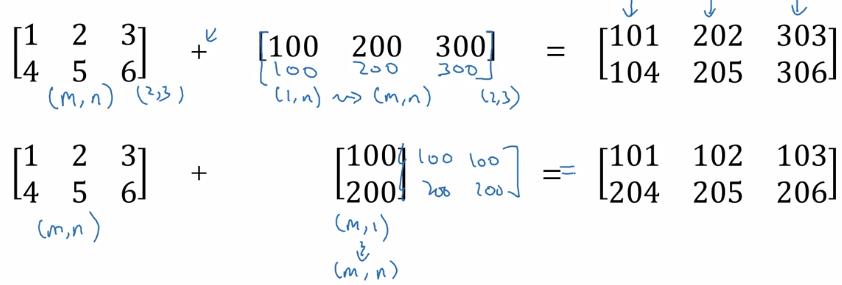 [1 2 3] + [100 200 300] = [101 202 303]
[4 5 6] [100 200 300] [104 205 306]
(m,n) (2,3) (1,n) ⇝ (m,n) (2,3)
[1 2 3] + [100] [100 100] = = [101 102 103]
[4 5 6] [200] [200 200] [204 205 206]
(m,n) (m,1)
(m,n)